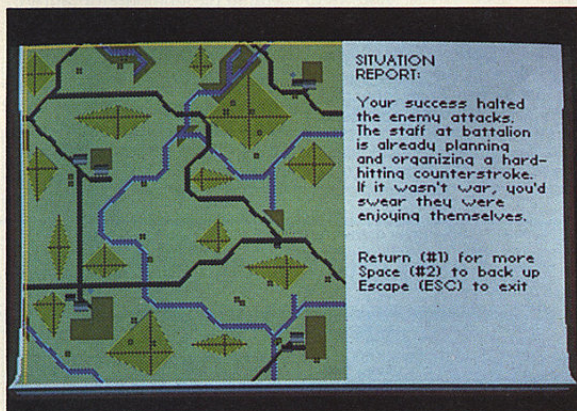 SITUATION
REPORT:
Your success halted
the enemy attacks.
The staff at battalion
is already planning
and organizing a hard-
hitting counterstroke.
If it wasn't war, you'd
swear they were
enjoying themselves.
Return (#1) for more
Space (#2) to back up
Escape (ESC) to exit